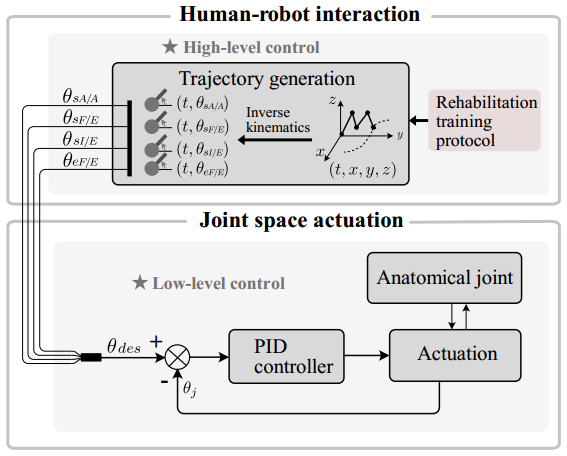 Human-robot interaction
★ High-level control
Trajectory generation
θsA/A
θsF/E
θsI/E
θeF/E
(t, θsA/A)
(t, θsF/E)
(t, θsI/E)
(t, θeF/E)
Inverse
kinematics
z
y
x
(t, x, y, z)
Rehabilitation
training
protocol
Joint space actuation
★ Low-level control
Anatomical joint
θdes
+
-
θj
PID
controller
Actuation